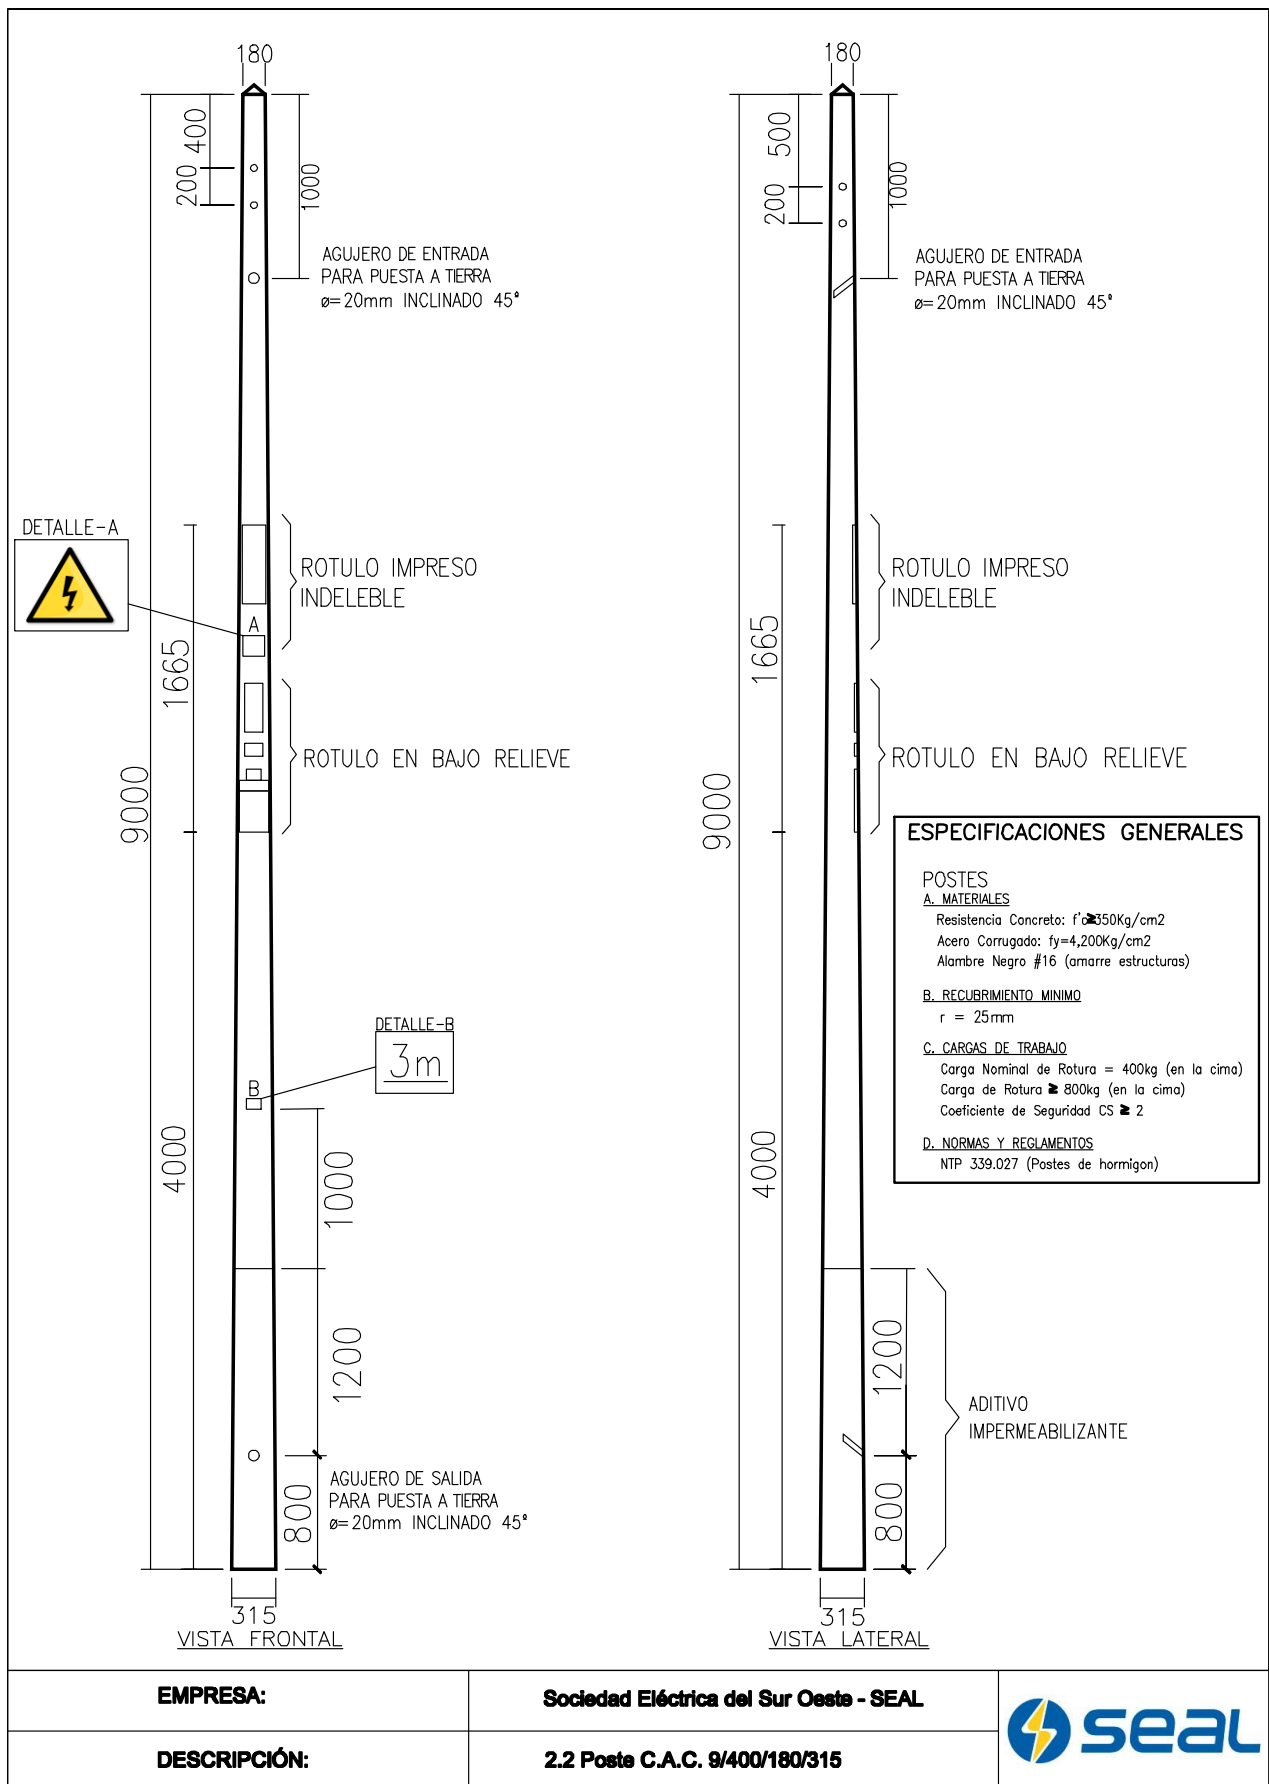 180
400
200
1000
AGUJERO DE ENTRADA
PARA PUESTA A TIERRA
ø=20mm INCLINADO 45°
DETALLE-A
ROTULO IMPRESO
INDELEBLE
A
1665
ROTULO EN BAJO RELIEVE
9000
DETALLE-B
3m
B
4000
1000
1200
AGUJERO DE SALIDA
PARA PUESTA A TIERRA
ø=20mm INCLINADO 45°
800
315
VISTA FRONTAL
180
500
200
1000
AGUJERO DE ENTRADA
PARA PUESTA A TIERRA
ø=20mm INCLINADO 45°
ROTULO IMPRESO
INDELEBLE
1665
ROTULO EN BAJO RELIEVE
9000
4000
1200
ADITIVO
IMPERMEABILIZANTE
800
315
VISTA LATERAL
ESPECIFICACIONES GENERALES
POSTES
A. MATERIALES
Resistencia Concreto: f'c≥350Kg/cm2
Acero Corrugado: fy=4,200Kg/cm2
Alambre Negro #16 (amarre estructuras)
B. RECUBRIMIENTO MINIMO
r = 25mm
C. CARGAS DE TRABAJO
Carga Nominal de Rotura = 400kg (en la cima)
Carga de Rotura ≥ 800kg (en la cima)
Coeficiente de Seguridad CS ≥ 2
D. NORMAS Y REGLAMENTOS
NTP 339.027 (Postes de hormigon)
EMPRESA:
Sociedad Eléctrica del Sur Oeste - SEAL
DESCRIPCIÓN:
2.2 Poste C.A.C. 9/400/180/315
seal